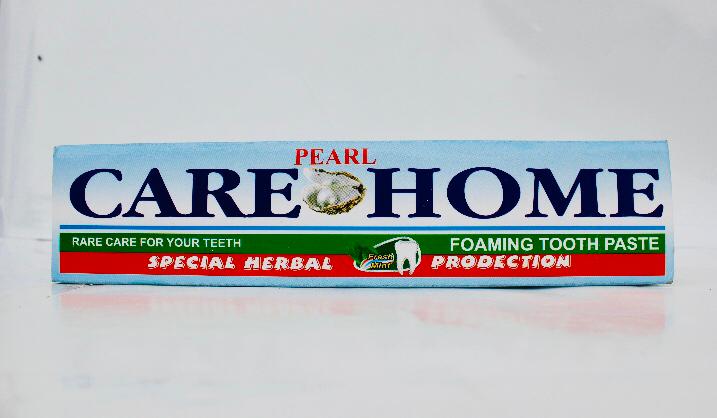 PEARL
CARE HOME
RARE CARE FOR YOUR TEETH
FOAMING TOOTH PASTE
SPECIAL HERBAL
Fresh
Mint
PRODECTION